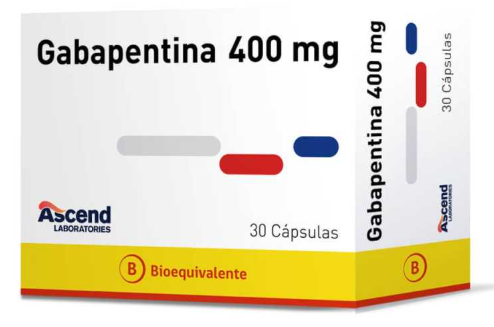 Gabapentina 400 mg
Ascend
LABORATORIES
30 Cápsulas
B Bioequivalente
Gabapentina 400 mg
30 Cápsulas
Ascend
LABORATORIES
B